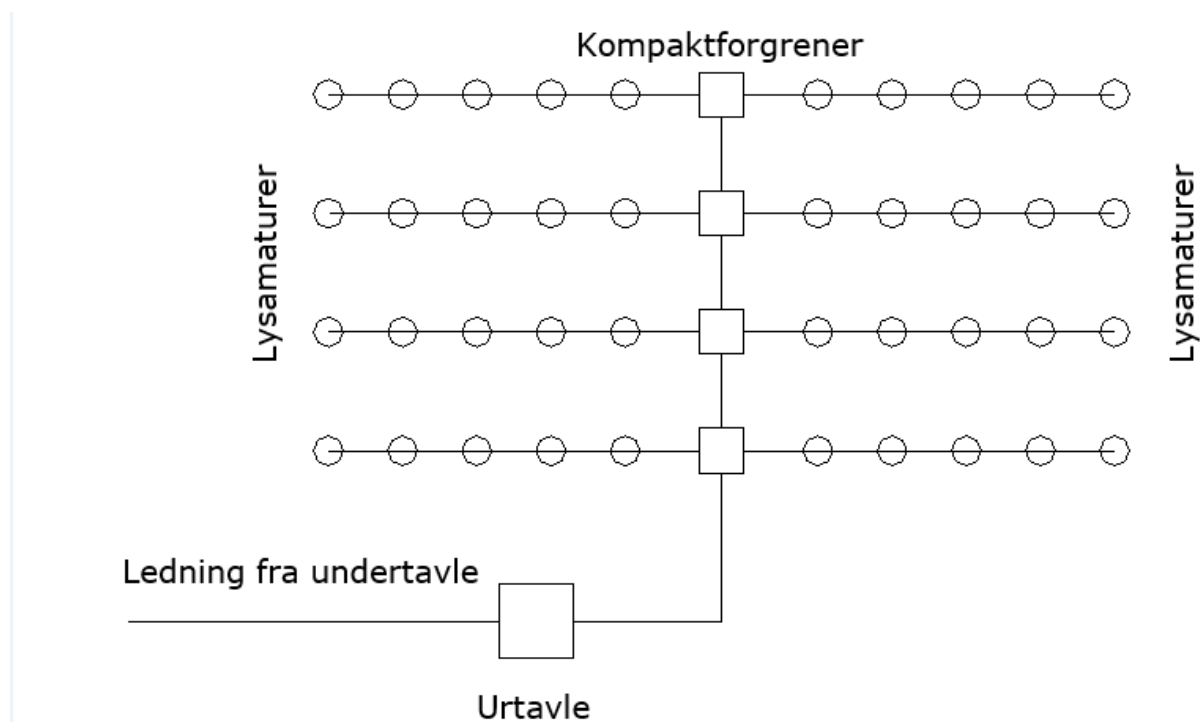 Kompaktforgrener
Lysamaturer
Lysamaturer
Ledning fra undertavle
Urtavle